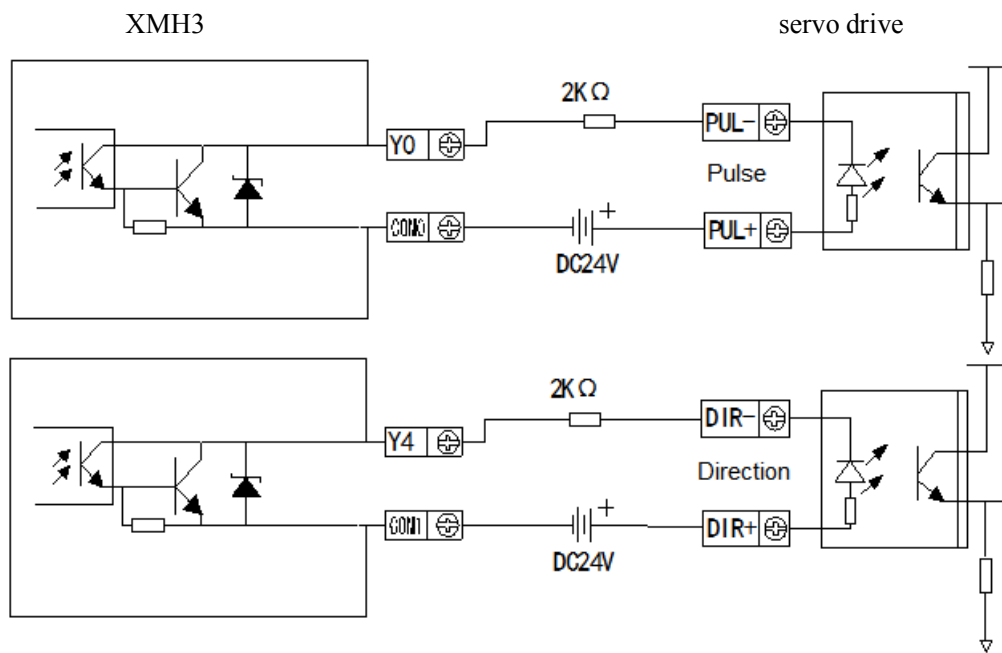 XMH3 servo drive
2KΩ
Y0 PUL-
Pulse
COM0 + PUL+
DC24V
2KΩ
Y4 DIR-
Direction
COM1 + DIR+
DC24V